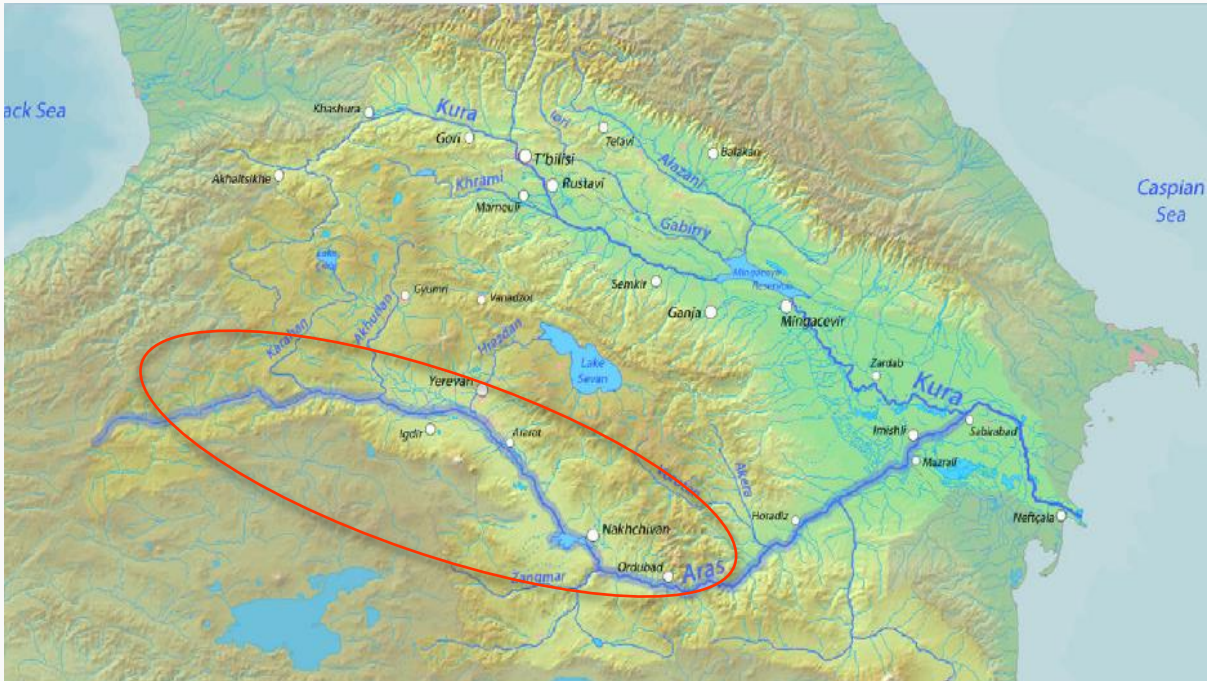 ack Sea
Khashura
Kura
Iori
Gori
Telavi
T'bilisi
Balakan
Alazani
Akhaltsikhe
Khrami
Rustavi
Marneuli
Caspian
Sea
Gabirry
Mingacevir
Reservoir
Semkir
Gyumri
Vanadzor
Ganja
Mingacevir
Akhurian
Karahan
Hrazdan
Lake
Sevan
Zardab
Yerevan
Kura
Igdir
Ararat
Imishli
Sabirabad
Mazrali
Akera
Horadiz
Neftçala
Nakhchivan
Ordubad
Aras
Zangmar